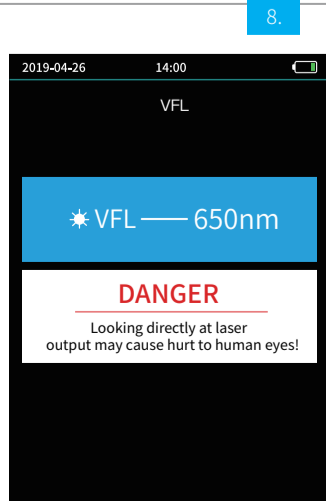 8.
2019-04-26 14:00
VFL
VFL —— 650nm
DANGER
Looking directly at laser
output may cause hurt to human eyes!